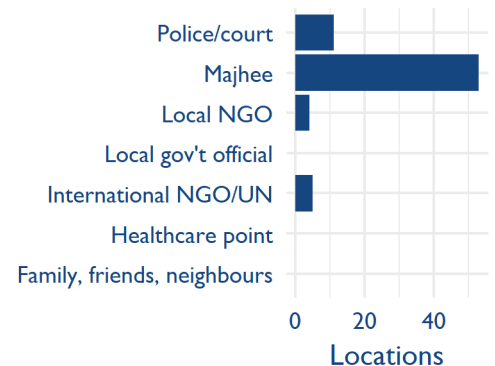 Police/court
Majhee
Local NGO
Local gov't official
International NGO/UN
Healthcare point
Family, friends, neighbours
0 20 40
Locations